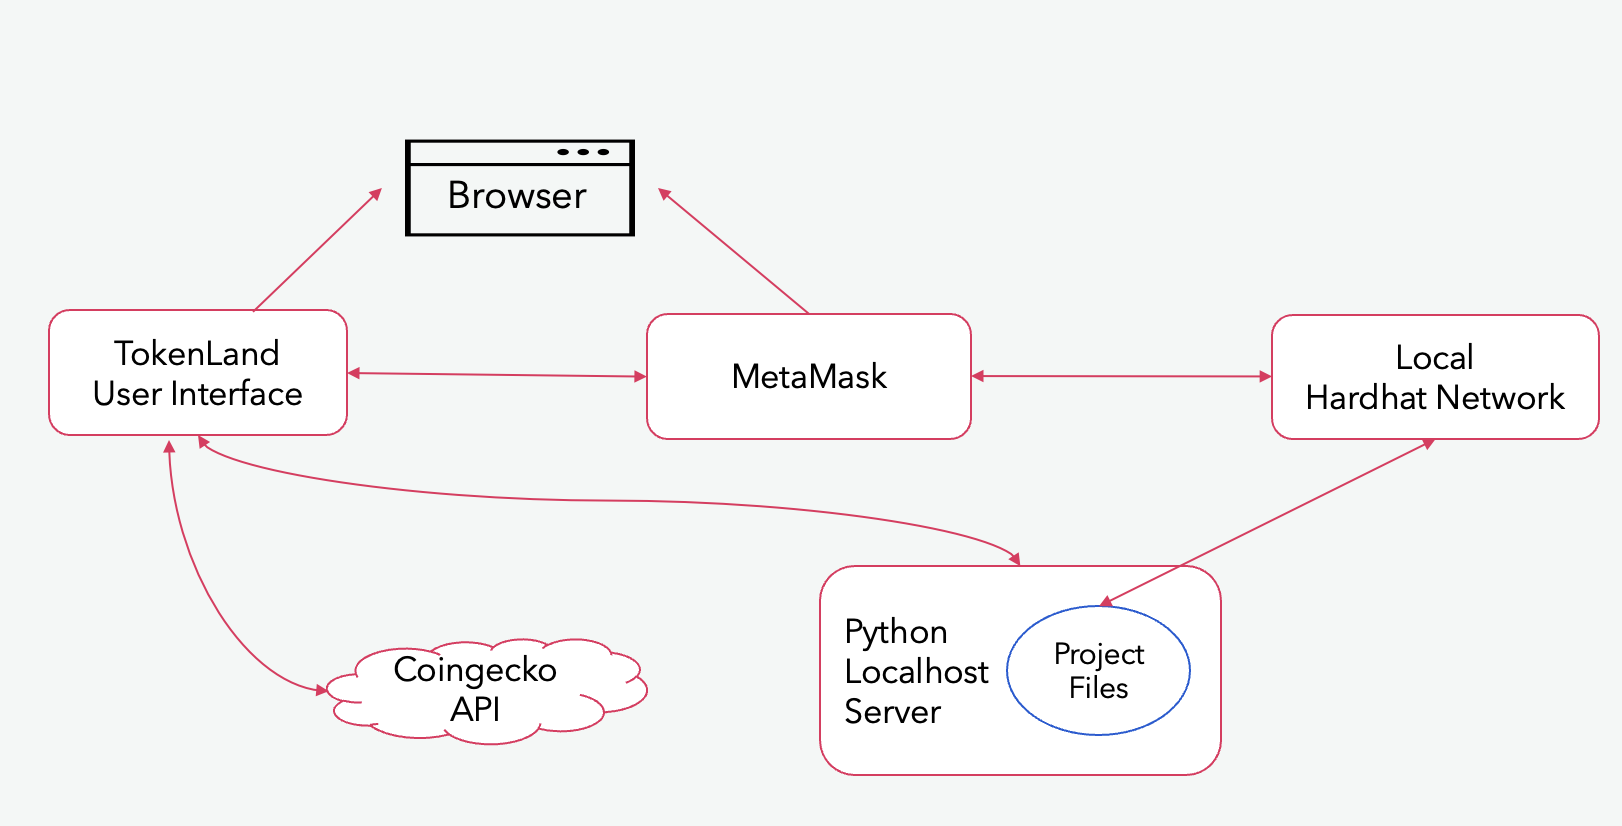 Browser
TokenLand
User Interface
MetaMask
Local
Hardhat Network
Coingecko
API
Python
Localhost
Server
Project
Files